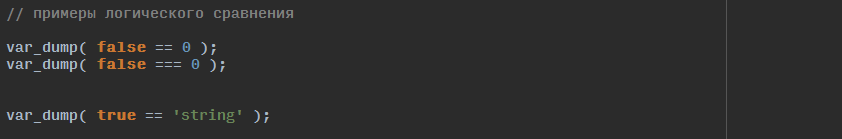 // примеры логического сравнения
var_dump( false == 0 );
var_dump( false === 0 );
var_dump( true == 'string' );